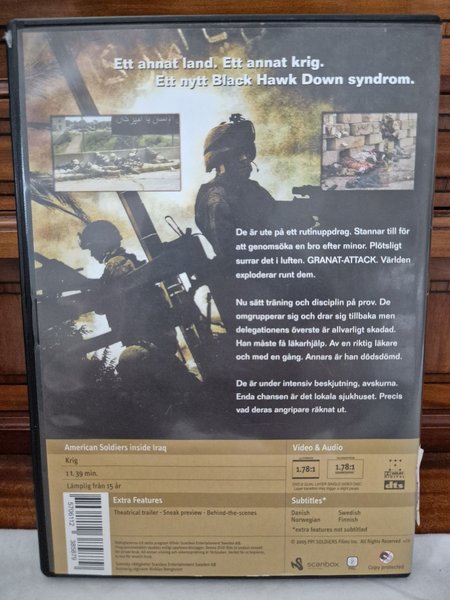 Ett annat land. Ett annat krig.
Ett nytt Black Hawk Down syndrom.
De är ute på ett rutinuppdrag. Stannar till för
att genomsöka en bro efter minor. Plötsligt
surrar det i luften. GRANAT-ATTACK. Världen
exploderar runt dem.
Nu sätt träning och disciplin på prov. De
omgrupperar sig och drar sig tillbaka men
delegationens överste är allvarligt skadad.
Han måste få läkarhjälp. Av en riktig läkare
och med en gång. Annars är han dödsdömd.
De är under intensiv beskjutning, avskurna.
Enda chansen är det lokala sjukhuset. Precis
vad deras angripare räknat ut.
American Soldiers inside Iraq
Krig
1 t. 39 min.
Lämplig från 15 år
Extra Features
Theatrical trailer - Sneak preview - Behind-the-scenes
Video & Audio
1.78:1
1.78:1
dts
Subtitles*
Danish Swedish
Norwegian Finnish
*extra features not subtitled
© 2005 PPI SOLDIERS Films Inc. All Rights Reserved
scanbox
2
PAL
Copy protected